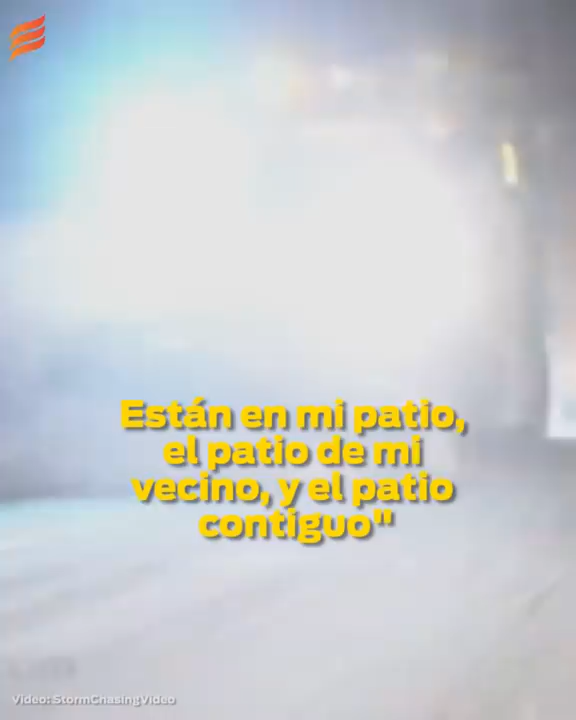 Están en mi patio,
el patio de mi
vecino, y el patio
contiguo"
Video: StormChasingVideo